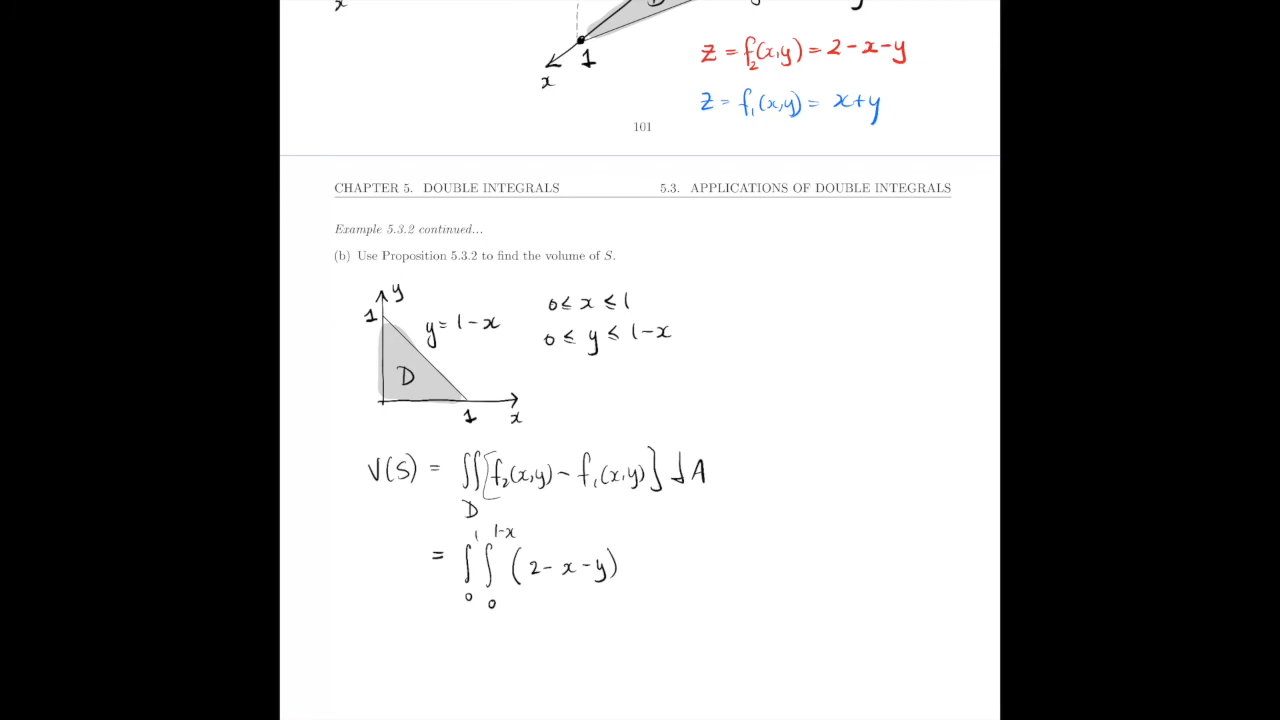 x
D
1
x
z = f₂(x,y) = 2 - x - y
z = f₁(x,y) = x + y
101
CHAPTER 5. DOUBLE INTEGRALS 5.3. APPLICATIONS OF DOUBLE INTEGRALS
Example 5.3.2 continued...
(b) Use Proposition 5.3.2 to find the volume of S.
y
1
y = 1 - x
D
1
x
0 ≤ x ≤ 1
0 ≤ y ≤ 1 - x
V(S) = ∬_D [f₂(x,y) - f₁(x,y)] dA
= ∫₀¹ ∫₀^{1-x} (2 - x - y)